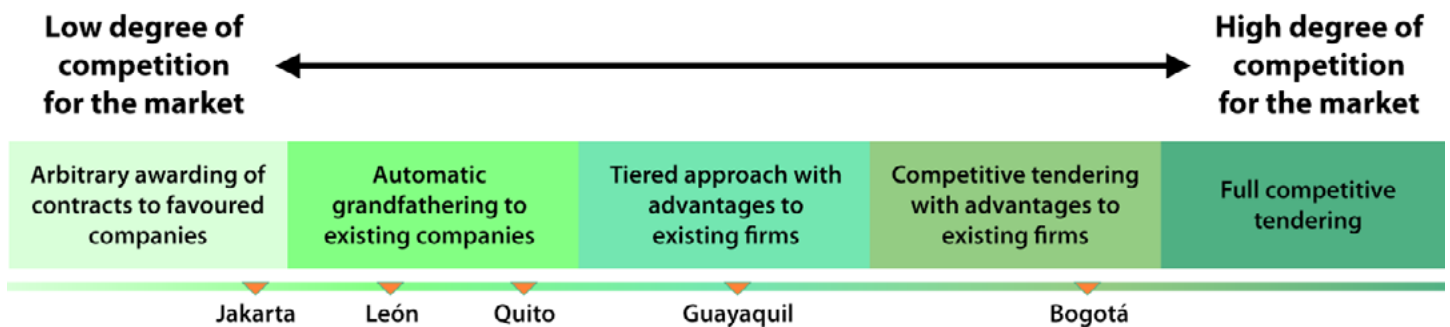 Low degree of
competition
for the market
High degree of
competition
for the market
Arbitrary awarding of
contracts to favoured
companies
Automatic
grandfathering to
existing companies
Tiered approach with
advantages to
existing firms
Competitive tendering
with advantages to
existing firms
Full competitive
tendering
Jakarta
León
Quito
Guayaquil
Bogotá